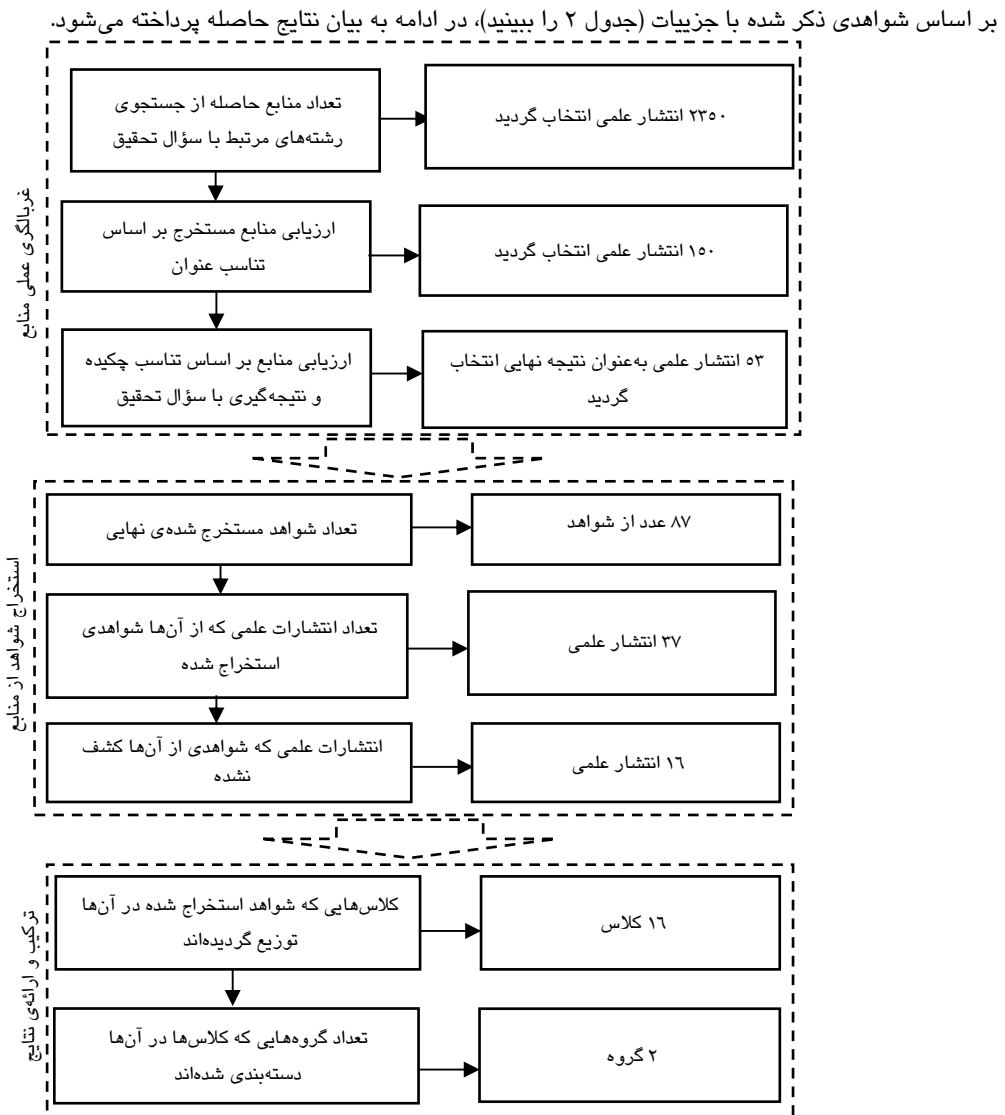 بر اساس شواهدی ذکر شده با جزییات (جدول ۲ را ببینید)، در ادامه به بیان نتایج حاصله پرداخته می‌شود.
غربالگری عملی منابع
تعداد منابع حاصله از جستجوی
رشته‌های مرتبط با سؤال تحقیق
۲۳۵۰ انتشار علمی انتخاب گردید
ارزیابی منابع مستخرج بر اساس
تناسب عنوان
۱۵۰ انتشار علمی انتخاب گردید
ارزیابی منابع بر اساس تناسب چکیده
و نتیجه‌گیری با سؤال تحقیق
۵۳ انتشار علمی به‌عنوان نتیجه نهایی انتخاب
گردید
استخراج شواهد از منابع
تعداد شواهد مستخرج شده‌ی نهایی
۸۷ عدد از شواهد
تعداد انتشارات علمی که از آن‌ها شواهدی
استخراج شده
۳۷ انتشار علمی
انتشارات علمی که شواهدی از آن‌ها کشف
نشده
۱۶ انتشار علمی
ترکیب و ارائه‌ی نتایج
کلاس‌هایی که شواهد استخراج شده در آن‌ها
توزیع گردیده‌اند
۱۶ کلاس
تعداد گروه‌هایی که کلاس‌ها در آن‌ها
دسته‌بندی شده‌اند
۲ گروه